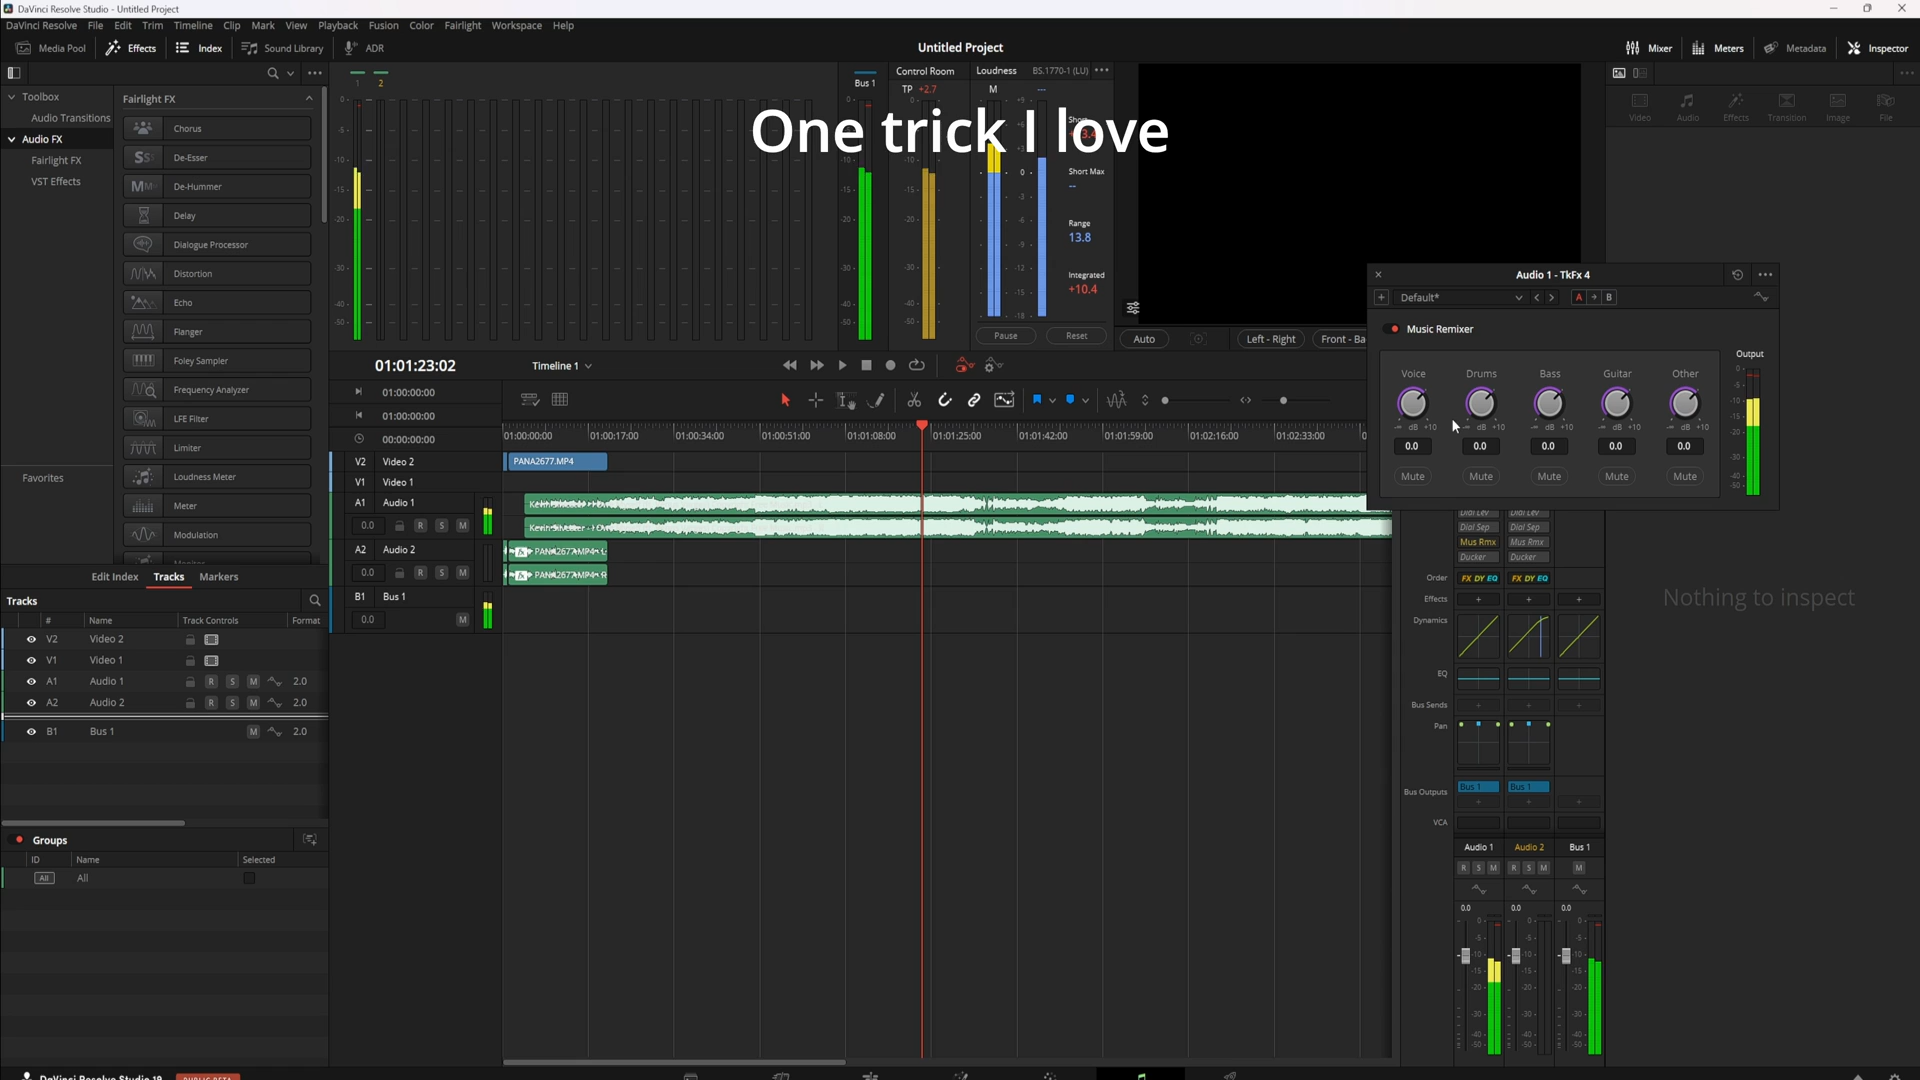 DaVinci Resolve Studio - Untitled Project
DaVinci Resolve File Edit Trim Timeline Clip Mark View Playback Fusion Color Fairlight Workspace Help
Media Pool Effects Index Sound Library ADR
Untitled Project
Mixer Meters Metadata Inspector
Toolbox
Audio Transitions
Audio FX
Fairlight FX
VST Effects
Favorites
Fairlight FX
Chorus
De-Esser
De-Hummer
Delay
Dialogue Processor
Distortion
Echo
Flanger
Foley Sampler
Frequency Analyzer
LFE Filter
Limiter
Loudness Meter
Meter
Modulation
1 2
Bus 1
Control Room
TP +2.7
Loudness BS.1770-1 (LU)
M
One trick I love
Short Max
--
Range
13.8
Integrated
+10.4
Pause Reset
Video Audio Effects Transition Image File
Auto Left - Right Front - Ba
Audio 1 - TkFx 4
Default*
A B
Music Remixer
Voice Drums Bass Guitar Other
Output
-∞ dB +10 -∞ dB +10 -∞ dB +10 -∞ dB +10 -∞ dB +10
0.0 0.0 0.0 0.0 0.0
Mute Mute Mute Mute Mute
01:01:23:02
Timeline 1
01:00:00:00
01:00:00:00
00:00:00:00
01:00:00:00 01:00:17:00 01:00:34:00 01:00:51:00 01:01:08:00 01:01:25:00 01:01:42:00 01:01:59:00 01:02:16:00 01:02:33:00
V2 Video 2
PANA2677.MP4
V1 Video 1
A1 Audio 1
0.0 R S M
A2 Audio 2
PANA2677.MP4 - L
0.0 R S M
PANA2677.MP4 - R
B1 Bus 1
0.0 M
Edit Index Tracks Markers
Tracks
# Name Track Controls Format
V2 Video 2
V1 Video 1
A1 Audio 1 R S M 2.0
A2 Audio 2 R S M 2.0
B1 Bus 1 M 2.0
Groups
ID Name Selected
All All
Dial Lev Dial Lev
Dial Sep Dial Sep
Mus Rmx Mus Rmx
Ducker Ducker
Order FX DY EQ FX DY EQ
Effects
Dynamics
EQ
Bus Sends
Pan
Bus Outputs Bus 1 Bus 1
VCA
Audio 1 Audio 2 Bus 1
R S M R S M M
0.0 0.0 0.0
Nothing to inspect
DaVinci Resolve Studio 19 PUBLIC BETA